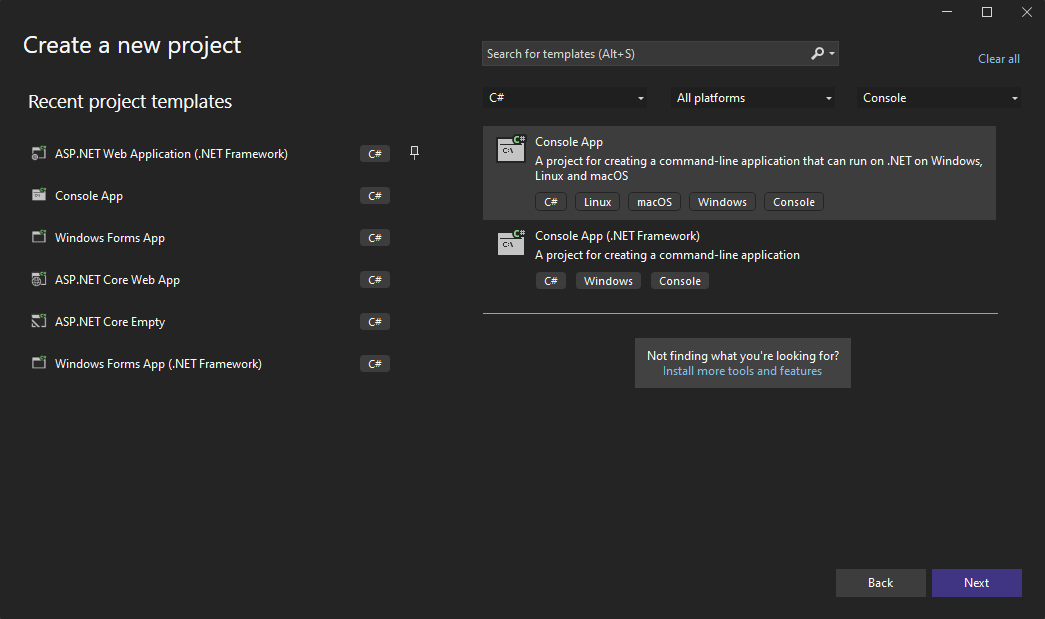 Create a new project
Recent project templates
ASP.NET Web Application (.NET Framework) C#
Console App C#
Windows Forms App C#
ASP.NET Core Web App C#
ASP.NET Core Empty C#
Windows Forms App (.NET Framework) C#
Search for templates (Alt+S)
Clear all
C# All platforms Console
C#
C:\
Console App
A project for creating a command-line application that can run on .NET on Windows,
Linux and macOS
C# Linux macOS Windows Console
C#
C:\
Console App (.NET Framework)
A project for creating a command-line application
C# Windows Console
Not finding what you're looking for?
Install more tools and features
Back Next